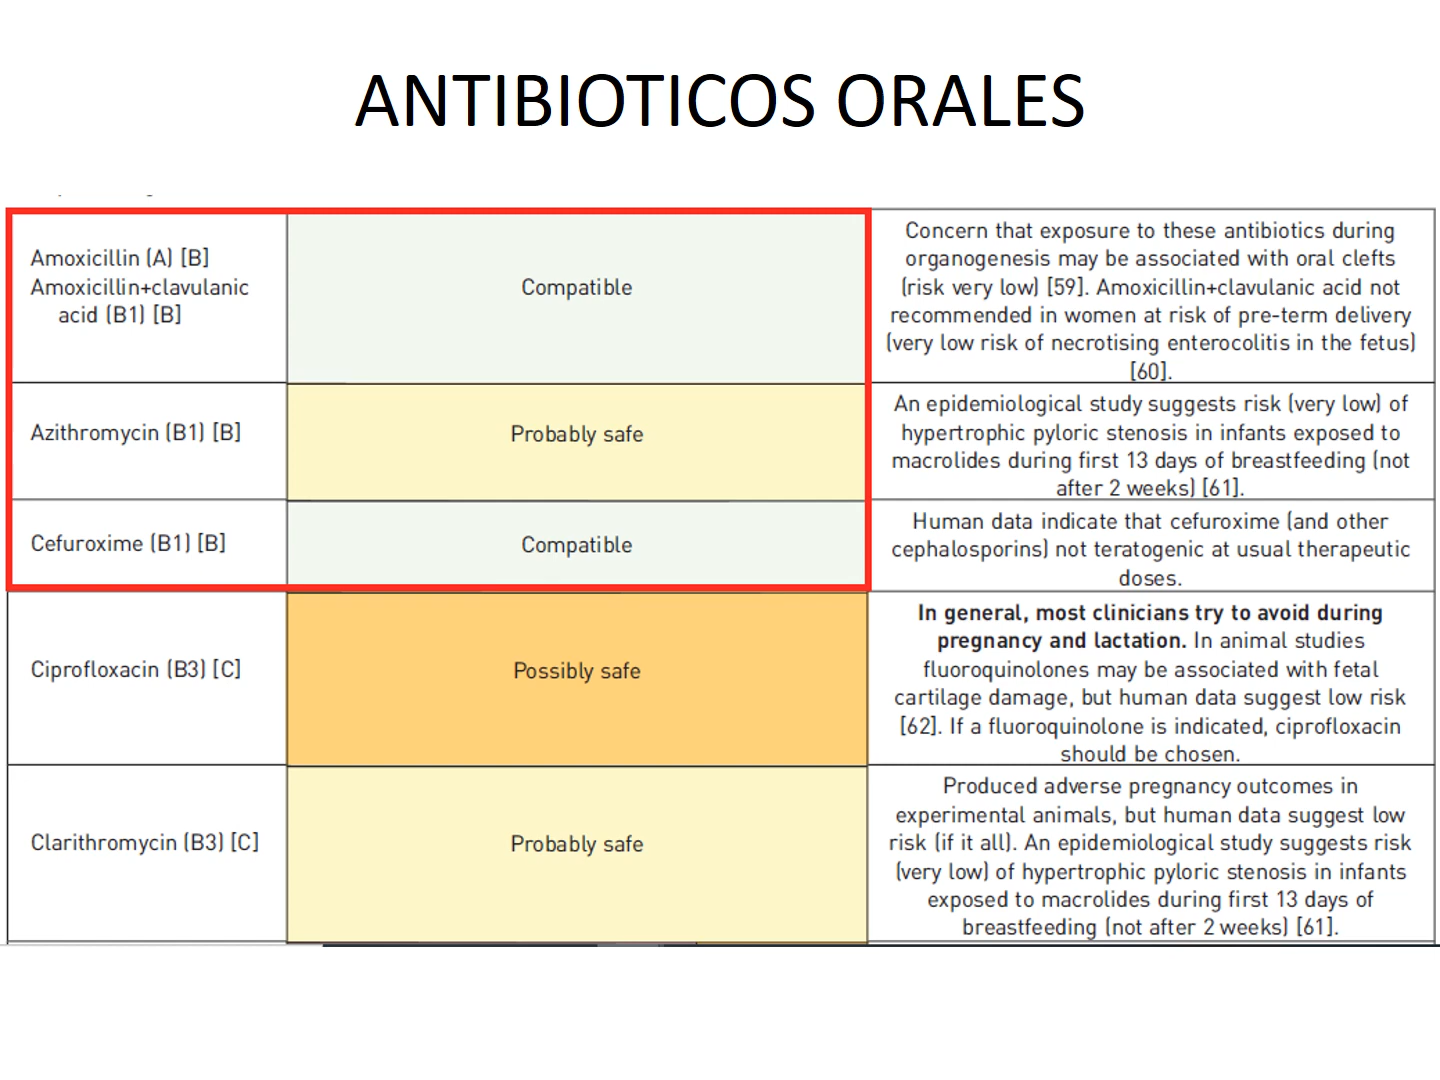 ANTIBIOTICOS ORALES
Amoxicillin (A) [B]
Amoxicillin+clavulanic
acid (B1) [B]
Compatible
Concern that exposure to these antibiotics during
organogenesis may be associated with oral clefts
(risk very low) [59]. Amoxicillin+clavulanic acid not
recommended in women at risk of pre-term delivery
(very low risk of necrotising enterocolitis in the fetus)
[60].
Azithromycin (B1) [B]
Probably safe
An epidemiological study suggests risk (very low) of
hypertrophic pyloric stenosis in infants exposed to
macrolides during first 13 days of breastfeeding (not
after 2 weeks) [61].
Cefuroxime (B1) [B]
Compatible
Human data indicate that cefuroxime (and other
cephalosporins) not teratogenic at usual therapeutic
doses.
Ciprofloxacin (B3) [C]
Possibly safe
In general, most clinicians try to avoid during
pregnancy and lactation. In animal studies
fluoroquinolones may be associated with fetal
cartilage damage, but human data suggest low risk
[62]. If a fluoroquinolone is indicated, ciprofloxacin
should be chosen.
Clarithromycin (B3) [C]
Probably safe
Produced adverse pregnancy outcomes in
experimental animals, but human data suggest low
risk (if it all). An epidemiological study suggests risk
(very low) of hypertrophic pyloric stenosis in infants
exposed to macrolides during first 13 days of
breastfeeding (not after 2 weeks) [61].